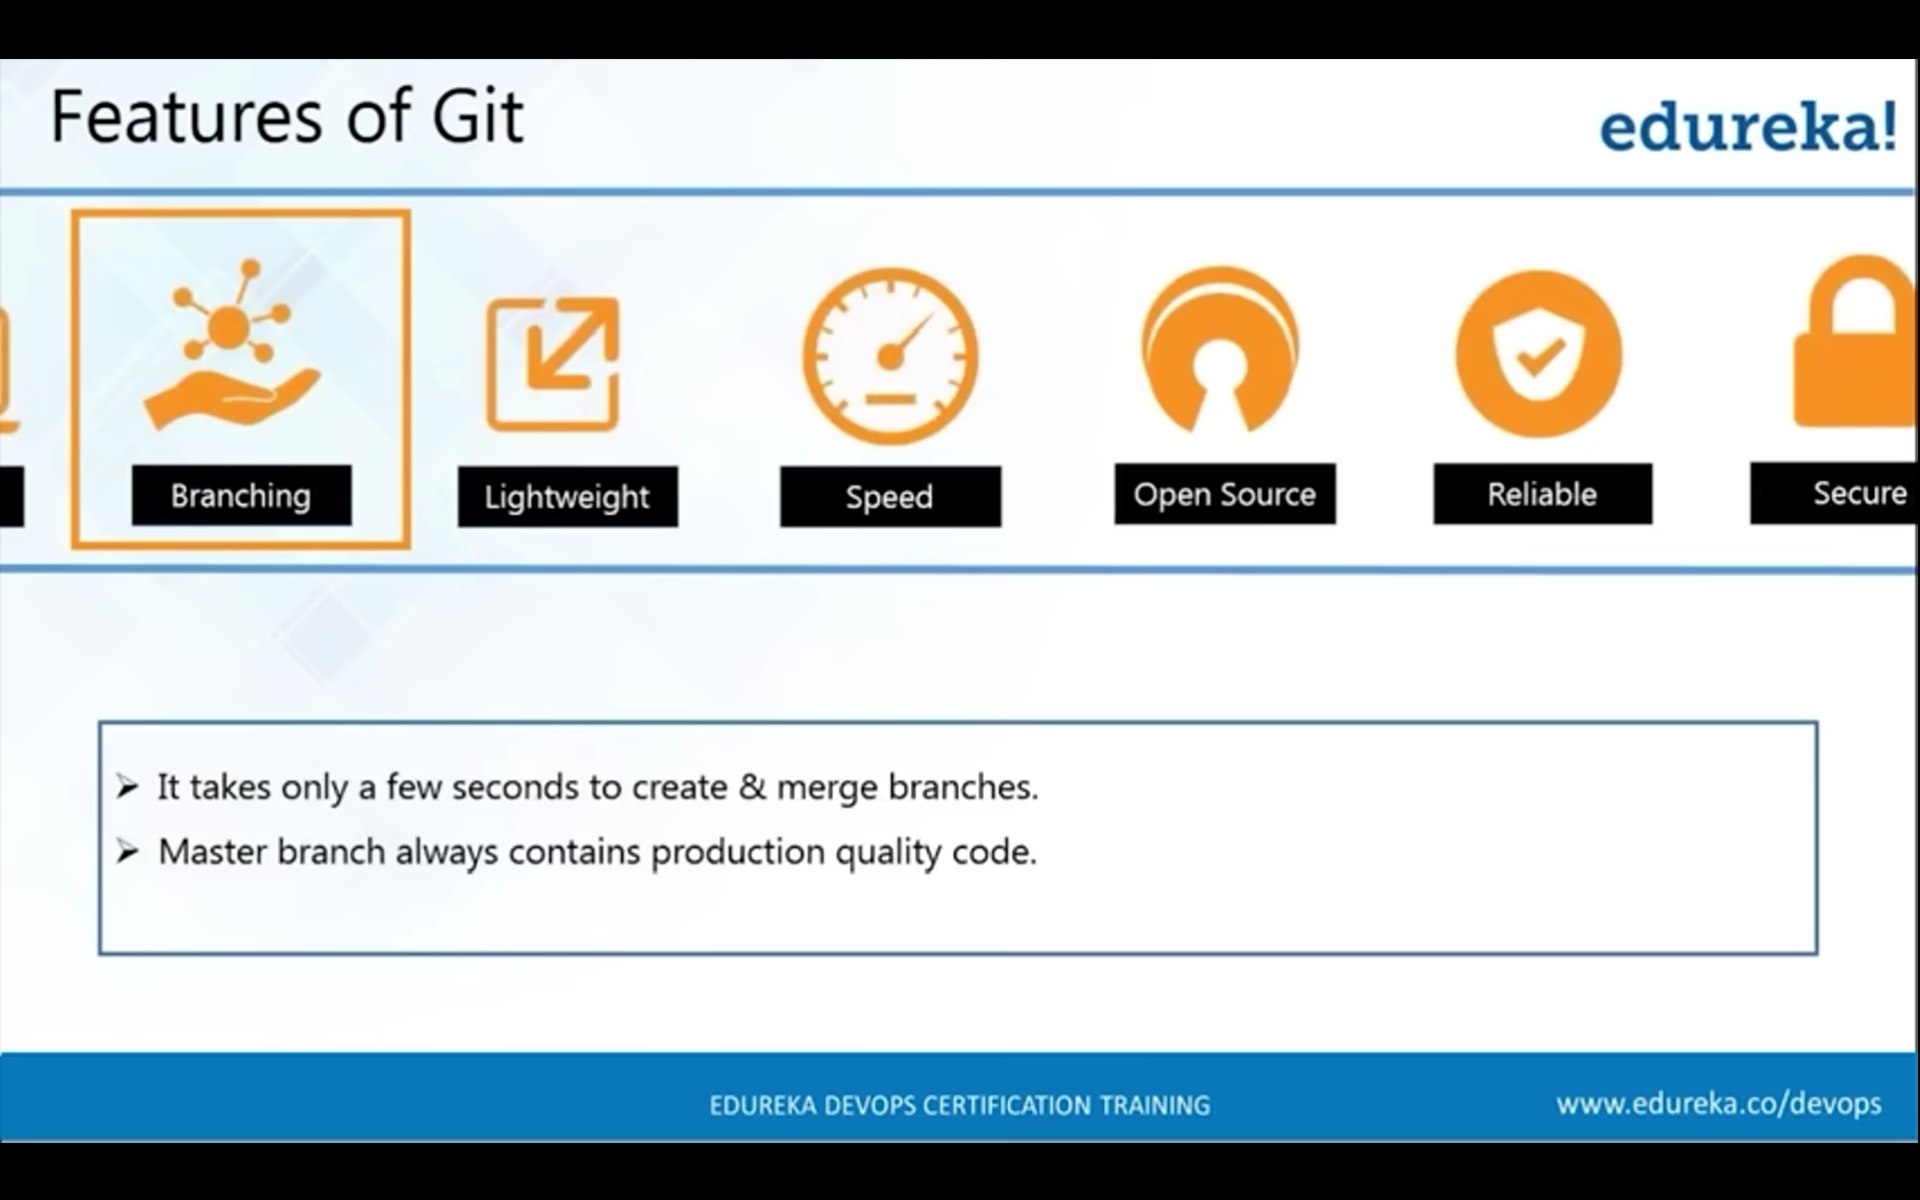 Features of Git
edureka!
Branching
Lightweight
Speed
Open Source
Reliable
Secure
It takes only a few seconds to create & merge branches.
Master branch always contains production quality code.
EDUREKA DEVOPS CERTIFICATION TRAINING
www.edureka.co/devops